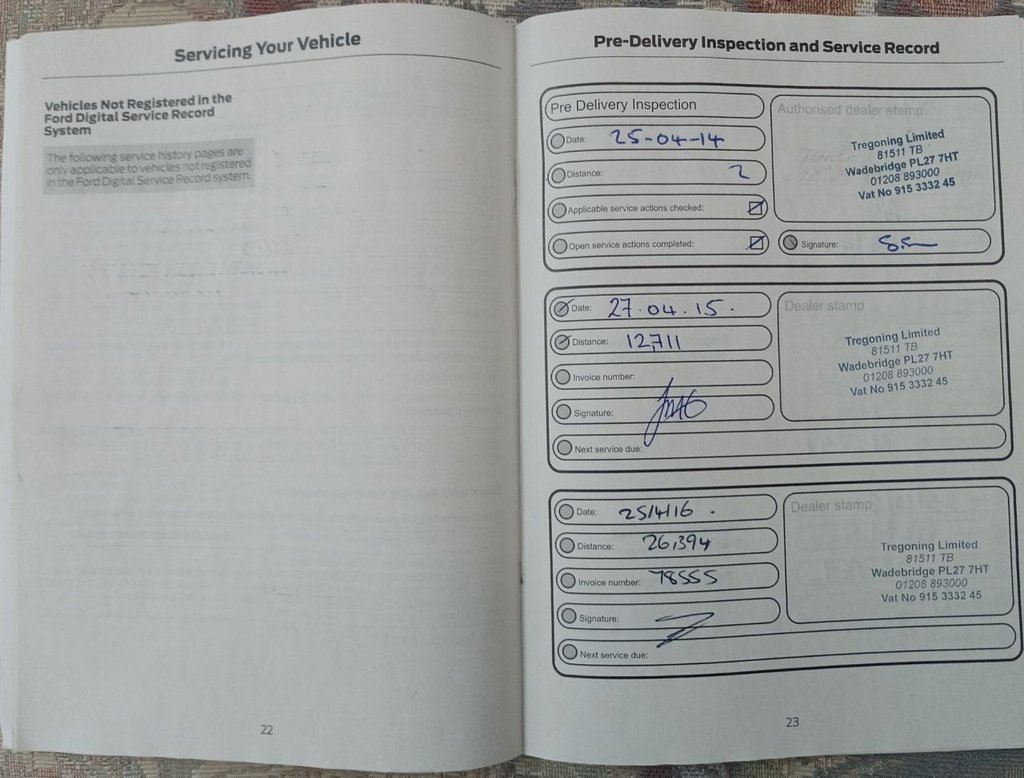 Servicing Your Vehicle
Vehicles Not Registered in the
Ford Digital Service Record
System
The following service history pages are
only applicable to vehicles not registered
in the Ford Digital Service Record system.
22
Pre-Delivery Inspection and Service Record
Pre Delivery Inspection
Date: 25-04-14
Distance: 2
Applicable service actions checked:
Open service actions completed:
Authorised dealer stamp
Tregoning Limited
81511 TB
Wadebridge PL27 7HT
01208 893000
Vat No 915 3332 45
Signature:
Date: 27.04.15.
Distance: 12,711
Invoice number:
Signature:
Next service due:
Dealer stamp
Tregoning Limited
81511 TB
Wadebridge PL27 7HT
01208 893000
Vat No 915 3332 45
Date: 25/4/16.
Distance: 26,394
Invoice number: 78555
Signature:
Next service due:
Dealer stamp
Tregoning Limited
81511 TB
Wadebridge PL27 7HT
01208 893000
Vat No 915 3332 45
23